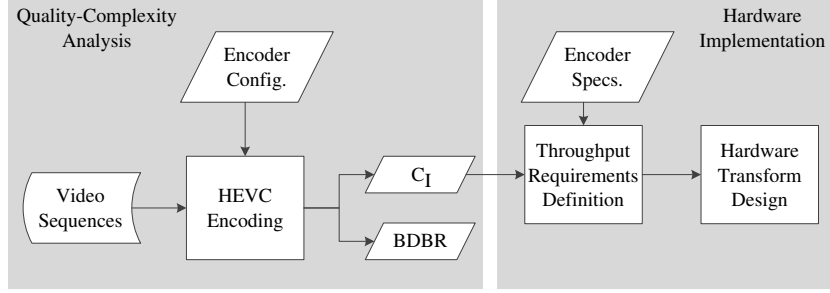 Quality-Complexity
Analysis
Hardware
Implementation
Encoder
Config.
Encoder
Specs.
Video
Sequences
HEVC
Encoding
C_I
BDBR
Throughput
Requirements
Definition
Hardware
Transform
Design